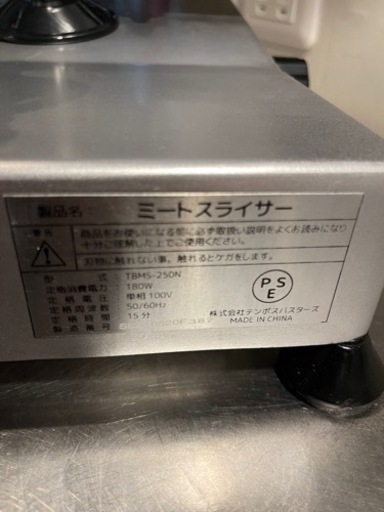 製品名： ミートスライサー
警告 商品をお使いになる前に必ず取扱い説明をよくお読みになり
十分ご理解した上でご使用ください。
刃物に触れない事、触れるとケガをします。
型 式： TBMS-250N
定格消費電力： 180W
定格電圧： 単相100V
定格周波数： 50/60Hz
定格時間： 15分
製造番号
PSE
株式会社テンポスバスターズ
MADE IN CHINA